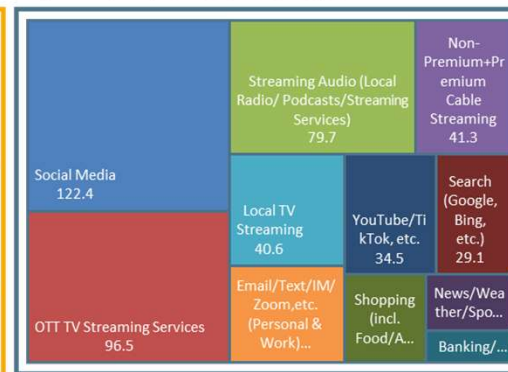 Social Media
122.4
OTT TV Streaming Services
96.5
Streaming Audio (Local
Radio/ Podcasts/Streaming
Services)
79.7
Non-
Premium+Pr
emium
Cable
Streaming
41.3
Local TV
Streaming
40.6
YouTube/Ti
kTok, etc.
34.5
Search
(Google,
Bing,
etc.)
29.1
Email/Text/IM/
Zoom,etc.
(Personal &
Work)...
Shopping
(incl.
Food/A...
News/Wea
ther/Spo...
Banking/...